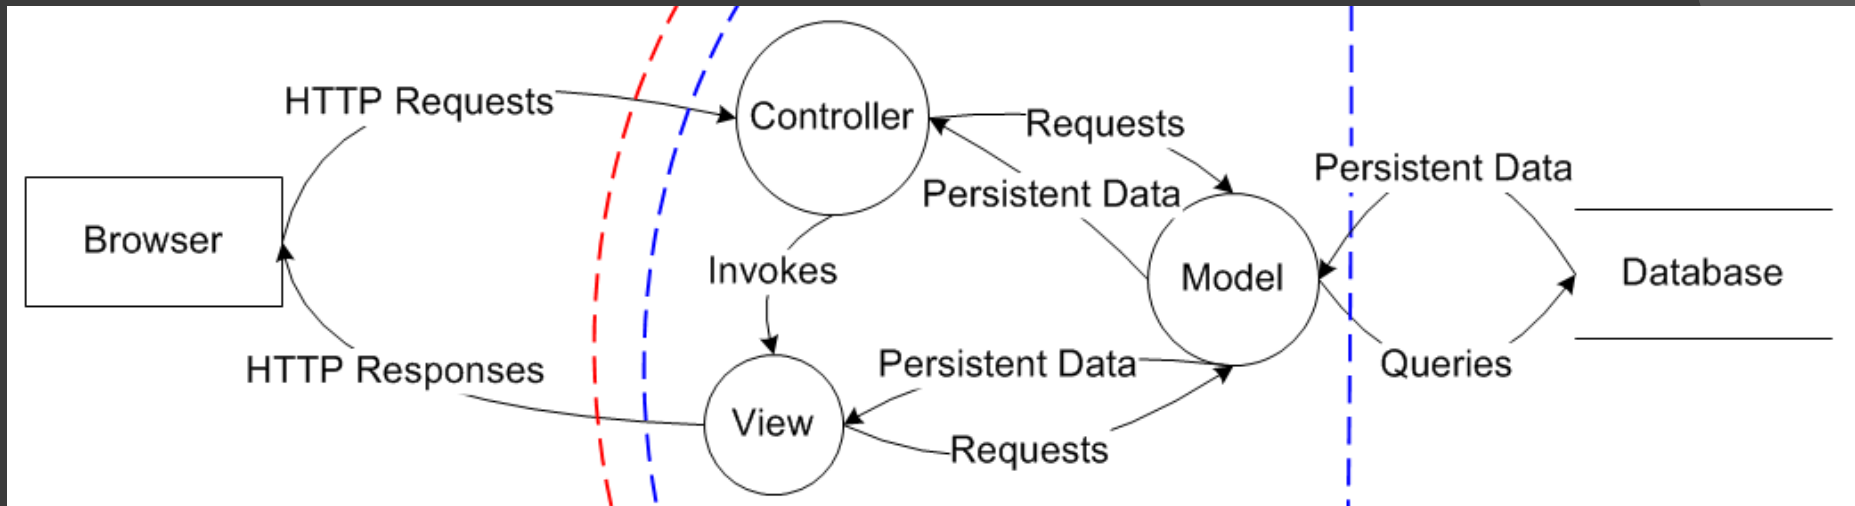 HTTP Requests
Controller
Requests
Persistent Data
Persistent Data
Browser
Invokes
Model
Database
HTTP Responses
Persistent Data
Queries
View
Requests